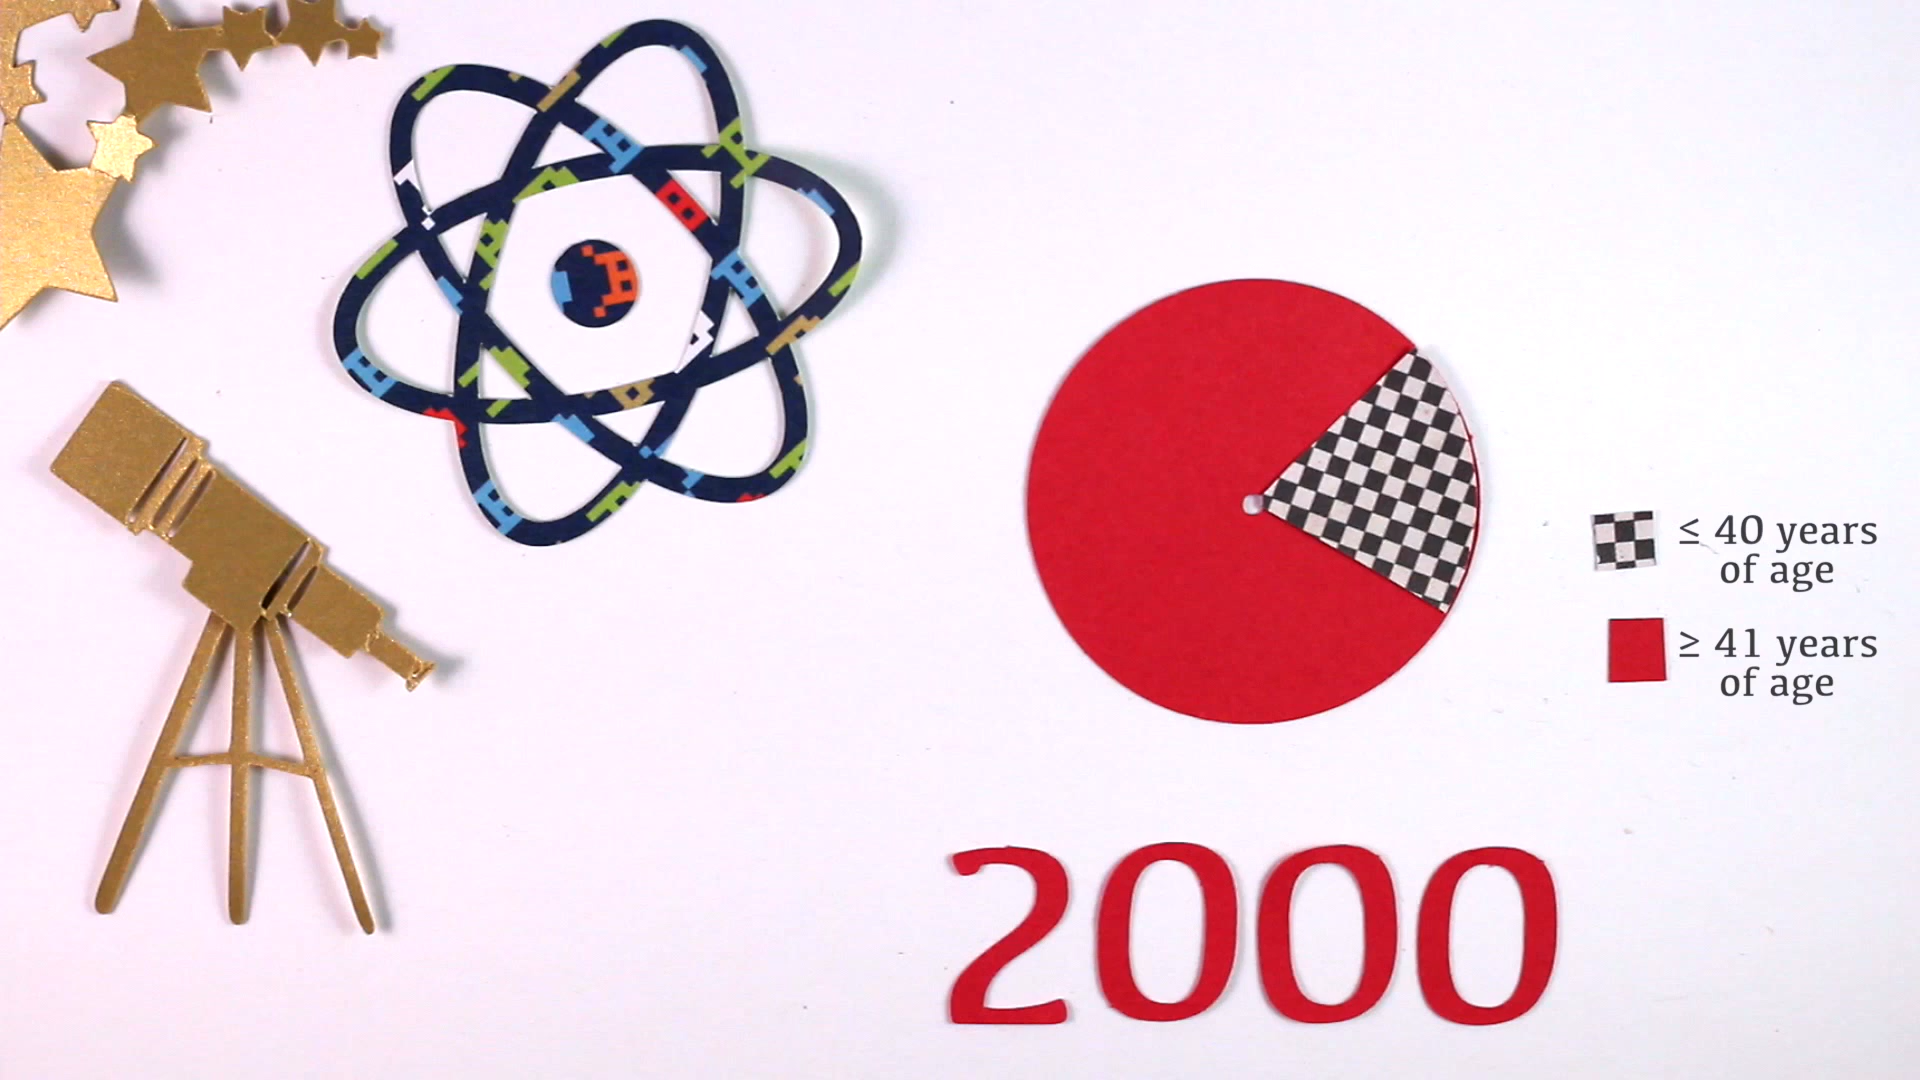 ≤ 40 years
of age
≥ 41 years
of age
2000